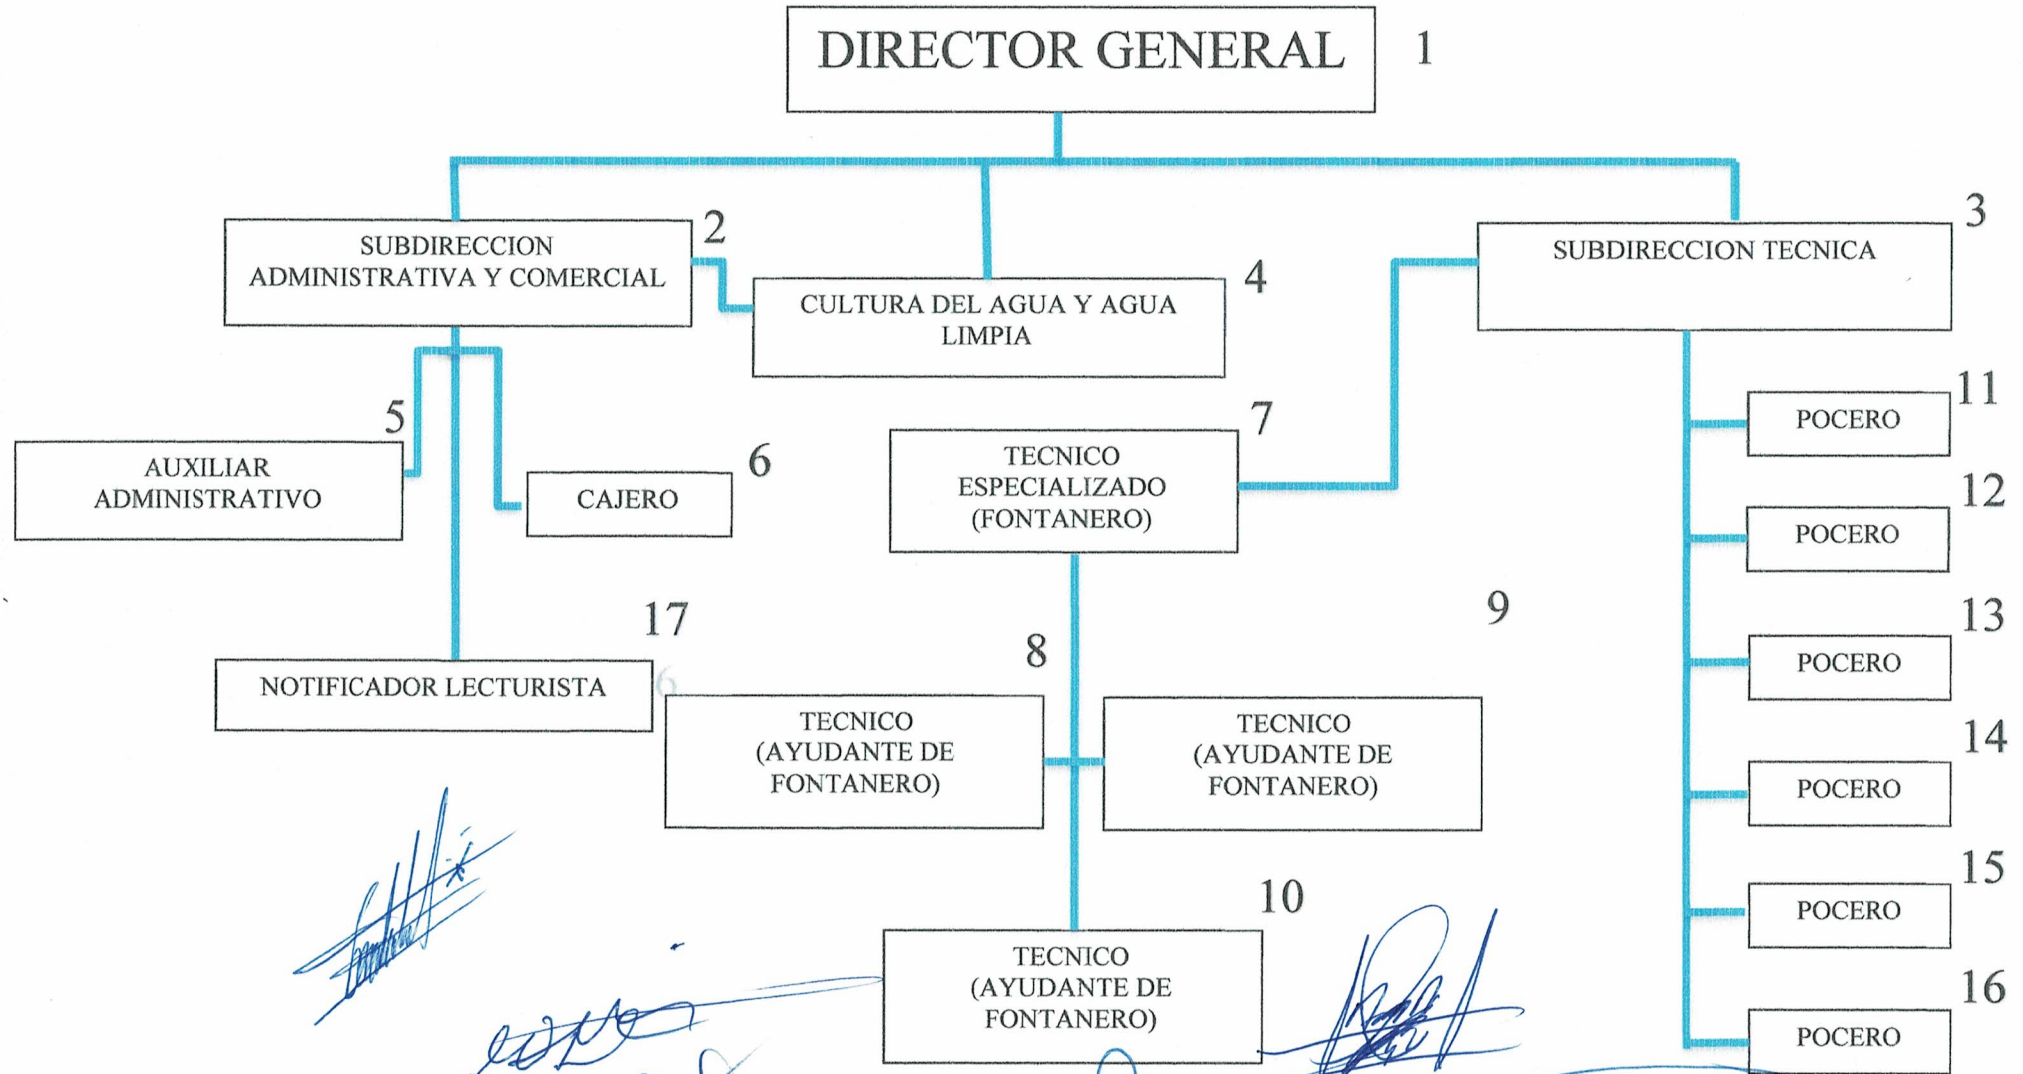 DIRECTOR GENERAL
1
SUBDIRECCION
ADMINISTRATIVA Y COMERCIAL
2
CULTURA DEL AGUA Y AGUA
LIMPIA
4
SUBDIRECCION TECNICA
3
AUXILIAR
ADMINISTRATIVO
5
CAJERO
6
TECNICO
ESPECIALIZADO
(FONTANERO)
7
NOTIFICADOR LECTURISTA
17
6
TECNICO
(AYUDANTE DE
FONTANERO)
8
TECNICO
(AYUDANTE DE
FONTANERO)
9
TECNICO
(AYUDANTE DE
FONTANERO)
10
POCERO
11
POCERO
12
POCERO
13
POCERO
14
POCERO
15
POCERO
16